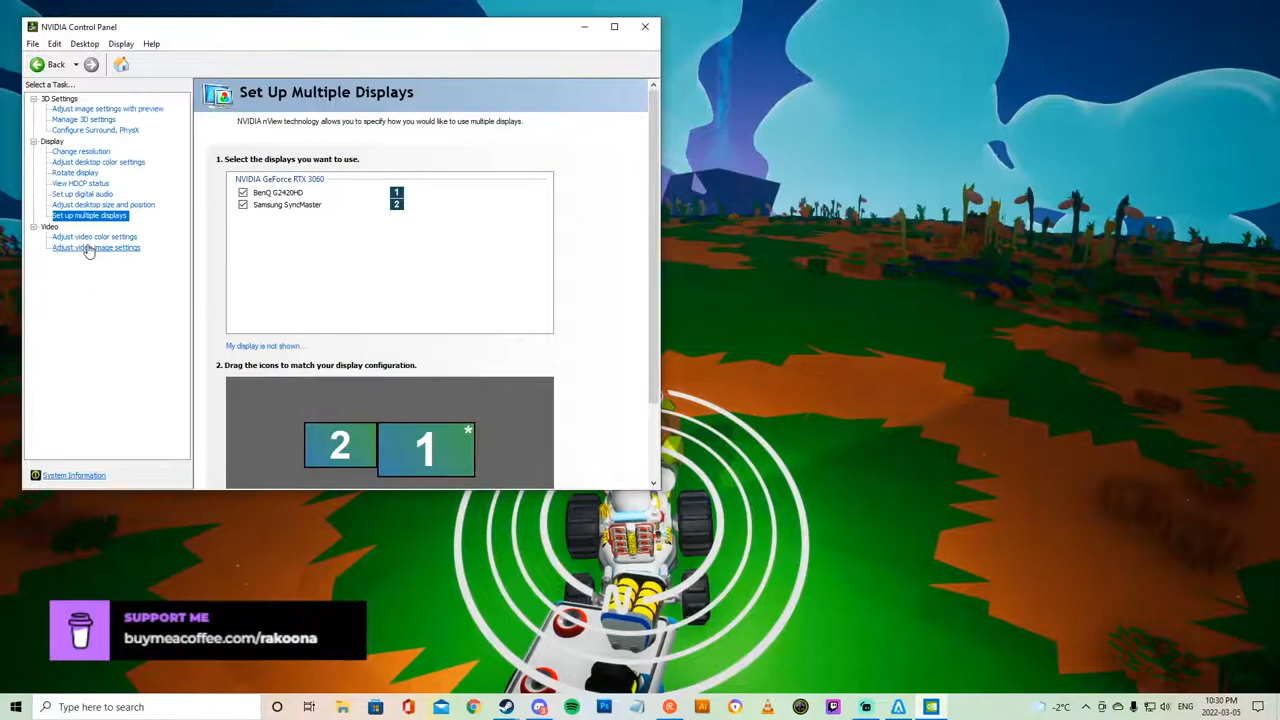 NVIDIA Control Panel
File Edit Desktop Display Help
Back
Select a Task...
3D Settings
Adjust image settings with preview
Manage 3D settings
Configure Surround, PhysX
Display
Change resolution
Adjust desktop color settings
Rotate display
View HDCP status
Set up digital audio
Adjust desktop size and position
Set up multiple displays
Video
Adjust video color settings
Adjust video image settings
System Information
Set Up Multiple Displays
NVIDIA nView technology allows you to specify how you would like to use multiple displays.
1. Select the displays you want to use.
NVIDIA GeForce RTX 3060
BenQ G2420HD 1
Samsung SyncMaster 2
My display is not shown...
2. Drag the icons to match your display configuration.
2 1 *
SUPPORT ME
buymeacoffee.com/rakoona
Type here to search
-2°C
10:30 PM
2022-03-05